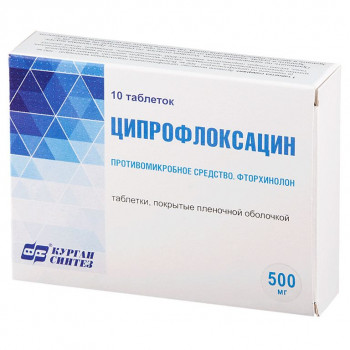 10 таблеток
ЦИПРОФЛОКСАЦИН
ПРОТИВОМИКРОБНОЕ СРЕДСТВО. ФТОРХИНОЛОН
таблетки, покрытые пленочной оболочкой
КУРГАН
СИНТЕЗ
500
мг